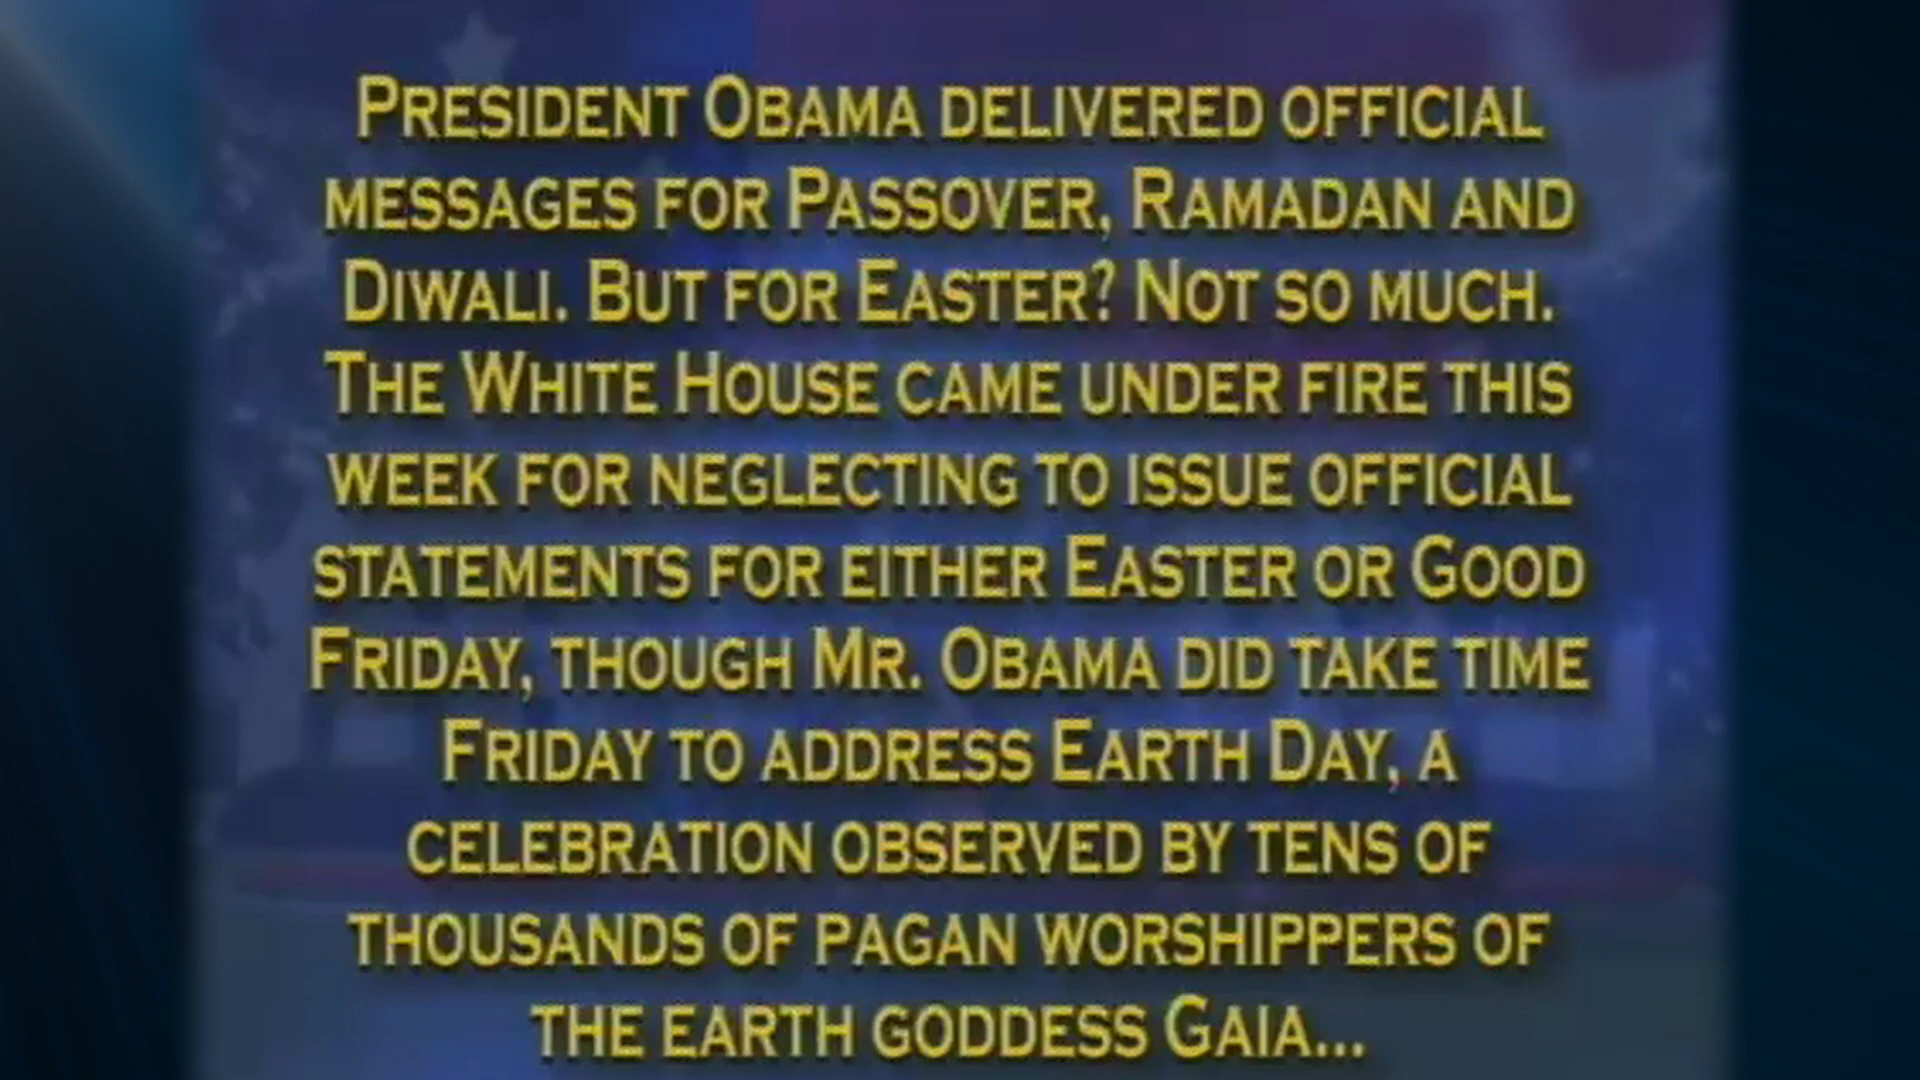 President Obama delivered official
messages for Passover, Ramadan and
Diwali. But for Easter? Not so much.
The White House came under fire this
week for neglecting to issue official
statements for either Easter or Good
Friday, though Mr. Obama did take time
Friday to address Earth Day, a
celebration observed by tens of
thousands of pagan worshippers of
the earth goddess Gaia...